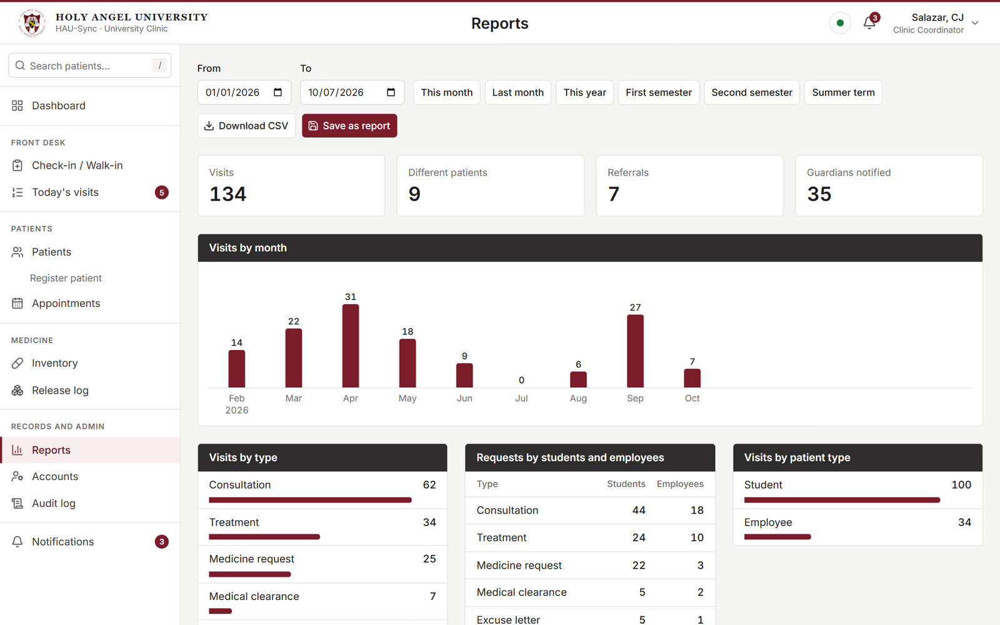 HOLY ANGEL UNIVERSITY
HAU-Sync · University Clinic
Reports
3
Salazar, CJ
Clinic Coordinator
Search patients...
/
Dashboard
FRONT DESK
Check-in / Walk-in
Today's visits
5
PATIENTS
Patients
Register patient
Appointments
MEDICINE
Inventory
Release log
RECORDS AND ADMIN
Reports
Accounts
Audit log
Notifications
3
From
To
01/01/2026
10/07/2026
This month
Last month
This year
First semester
Second semester
Summer term
Download CSV
Save as report
Visits
134
Different patients
9
Referrals
7
Guardians notified
35
Visits by month
14
22
31
18
9
0
6
27
7
Feb
2026
Mar
Apr
May
Jun
Jul
Aug
Sep
Oct
Visits by type
Consultation 62
Treatment 34
Medicine request 25
Medical clearance 7
Requests by students and employees
Type Students Employees
Consultation 44 18
Treatment 24 10
Medicine request 22 3
Medical clearance 5 2
Excuse letter 5 1
Visits by patient type
Student 100
Employee 34